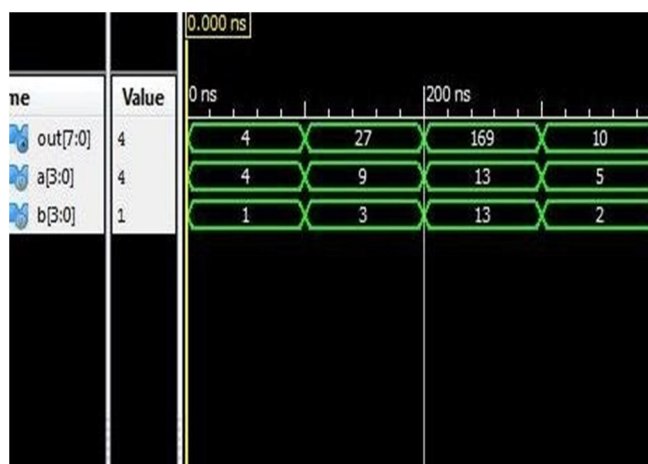 0.000 ns
me Value 0 ns 200 ns
out[7:0] 4 4 27 169 10
a[3:0] 4 4 9 13 5
b[3:0] 1 1 3 13 2